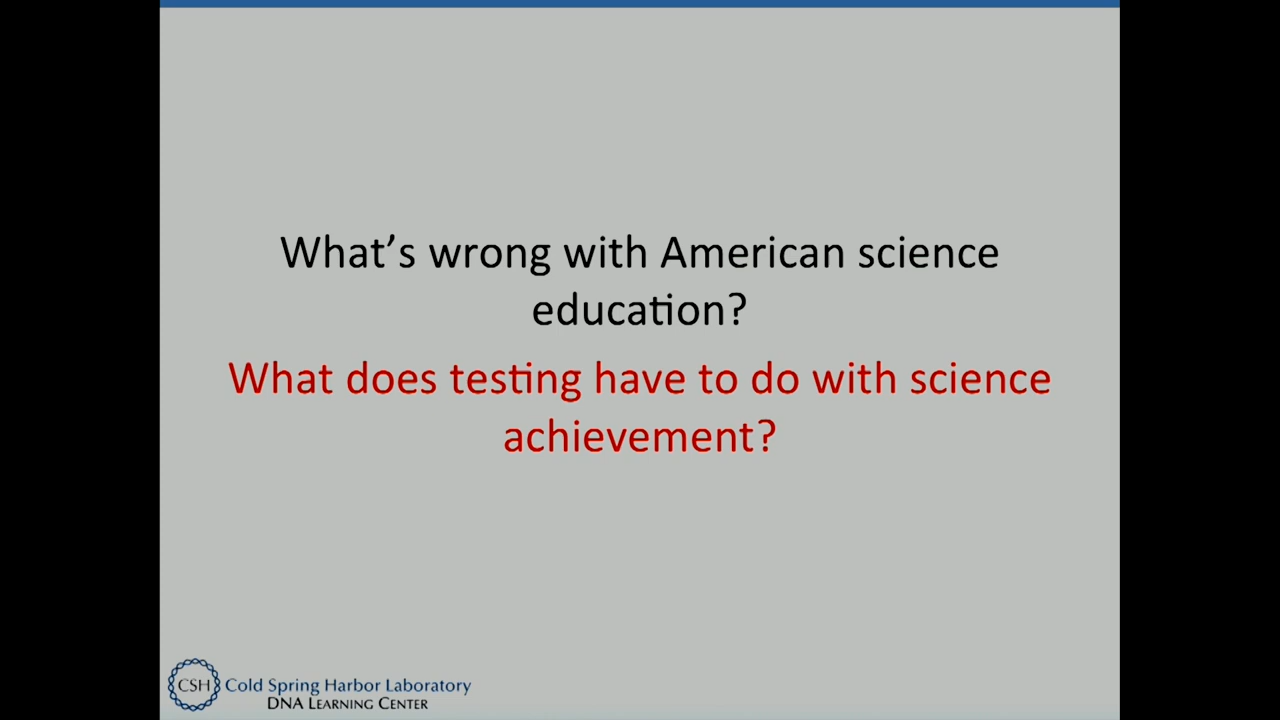 What’s wrong with American science
education?
What does testing have to do with science
achievement?
CSH Cold Spring Harbor Laboratory
DNA LEARNING CENTER